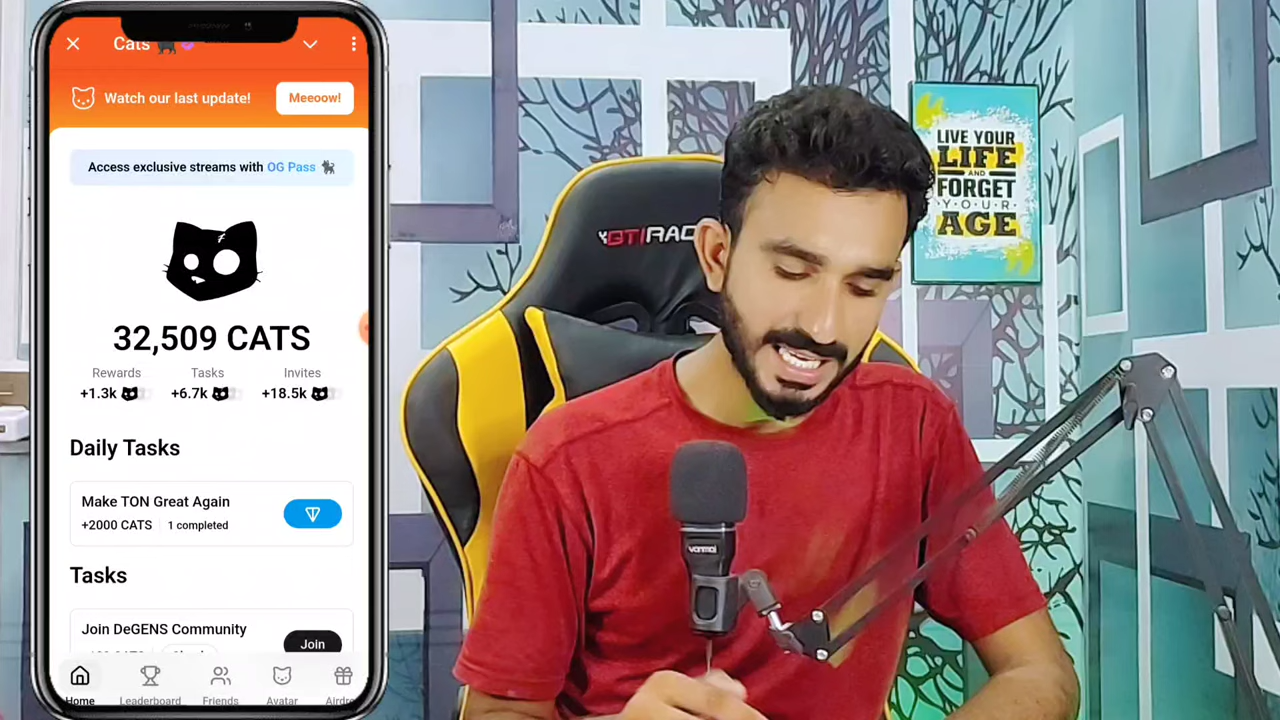 Cats
Watch our last update!
Meeoow!
Access exclusive streams with OG Pass
32,509 CATS
Rewards
Tasks
Invites
+1.3k
+6.7k
+18.5k
Daily Tasks
Make TON Great Again
+2000 CATS
1 completed
Tasks
Join DeGENS Community
Join
Home
Leaderboard
Friends
Avatar
LIVE YOUR
LIFE
AND
FORGET
YOUR
AGE